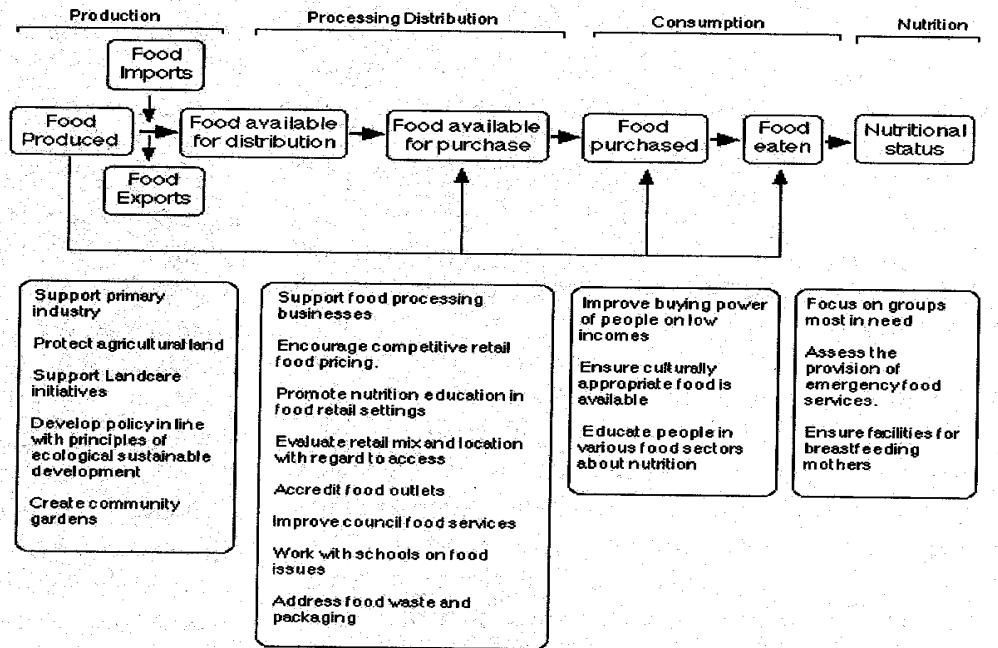 Production
Processing Distribution
Consumption
Nutrition
Food
Imports
Food
Produced
Food available
for distribution
Food available
for purchase
Food
purchased
Food
eaten
Nutritional
status
Food
Exports
Support primary
industry
Protect agricultural land
Support Landcare
initiatives
Develop policy in line
with principles of
ecological sustainable
development
Create community
gardens
Support food processing
businesses
Encourage competitive retail
food pricing.
Promote nutrition education in
food retail settings
Evaluate retail mix and location
with regard to access
Accredit food outlets
Improve council food services
Work with schools on food
issues
Address food waste and
packaging
Improve buying power
of people on low
incomes
Ensure culturally
appropriate food is
available
Educate people in
various food sectors
about nutrition
Focus on groups
most in need
Assess the
provision of
emergency food
services.
Ensure facilities for
breastfeeding
mothers